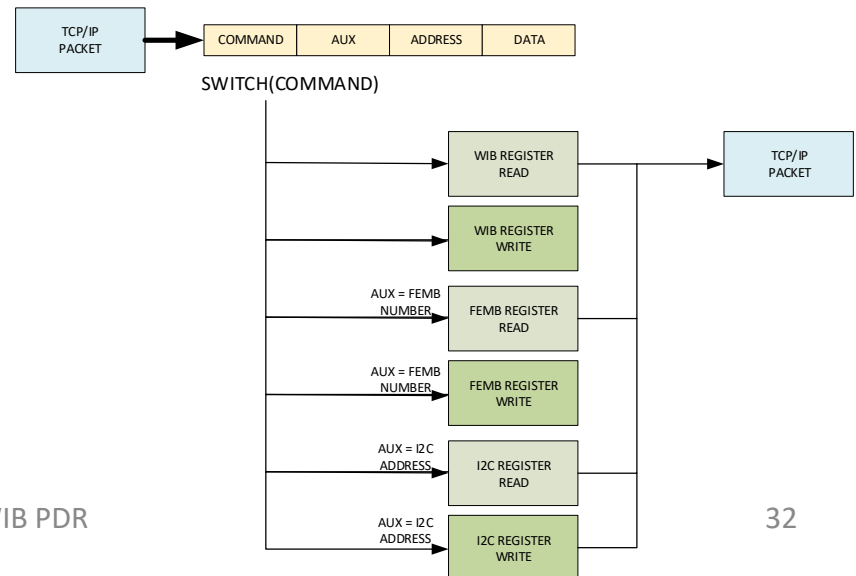 TCP/IP
PACKET
COMMAND
AUX
ADDRESS
DATA
SWITCH(COMMAND)
WIB REGISTER
READ
TCP/IP
PACKET
WIB REGISTER
WRITE
AUX = FEMB
NUMBER
FEMB REGISTER
READ
AUX = FEMB
NUMBER
FEMB REGISTER
WRITE
AUX = I2C
ADDRESS
I2C REGISTER
READ
AUX = I2C
ADDRESS
I2C REGISTER
WRITE
PDR
32